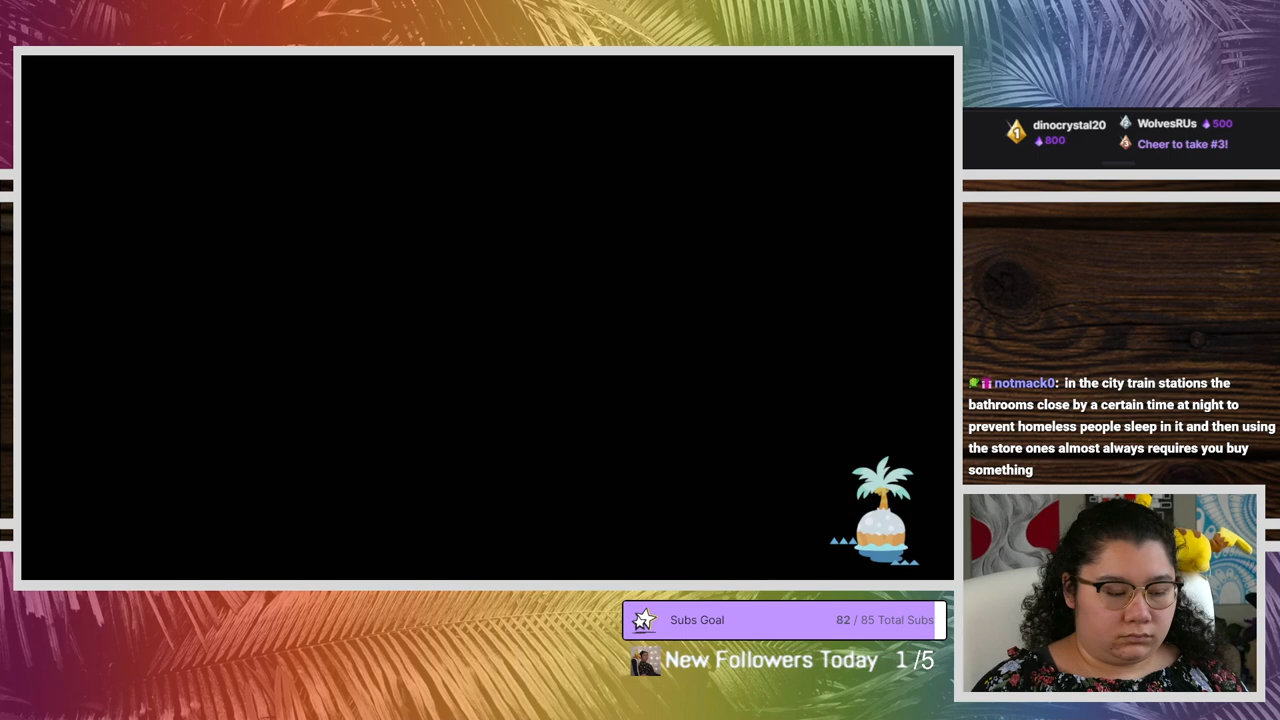 dinocrystal20
800
WolvesRUs 500
Cheer to take #3!
notmack0: in the city train stations the
bathrooms close by a certain time at night to
prevent homeless people sleep in it and then using
the store ones almost always requires you buy
something
Subs Goal 82 / 85 Total Subs
New Followers Today 1 /5